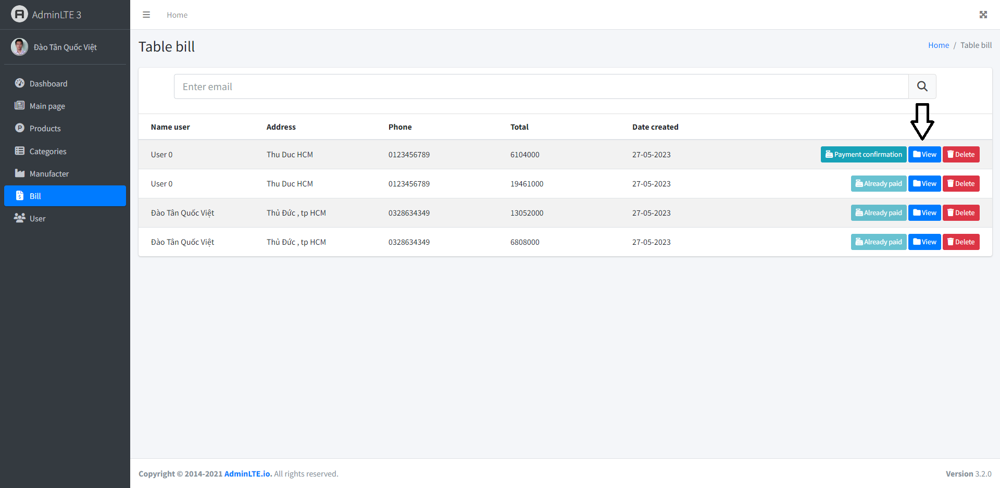 AdminLTE 3
Home
Đào Tân Quốc Việt
Table bill
Home / Table bill
Dashboard
Main page
Products
Categories
Manufacter
Bill
User
Enter email
Name user Address Phone Total Date created
User 0 Thu Duc HCM 0123456789 6104000 27-05-2023 Payment confirmation View Delete
User 0 Thu Duc HCM 0123456789 19461000 27-05-2023 Already paid View Delete
Đào Tân Quốc Việt Thủ Đức , tp HCM 0328634349 13052000 27-05-2023 Already paid View Delete
Đào Tân Quốc Việt Thủ Đức , tp HCM 0328634349 6808000 27-05-2023 Already paid View Delete
Copyright © 2014-2021 AdminLTE.io. All rights reserved.
Version 3.2.0